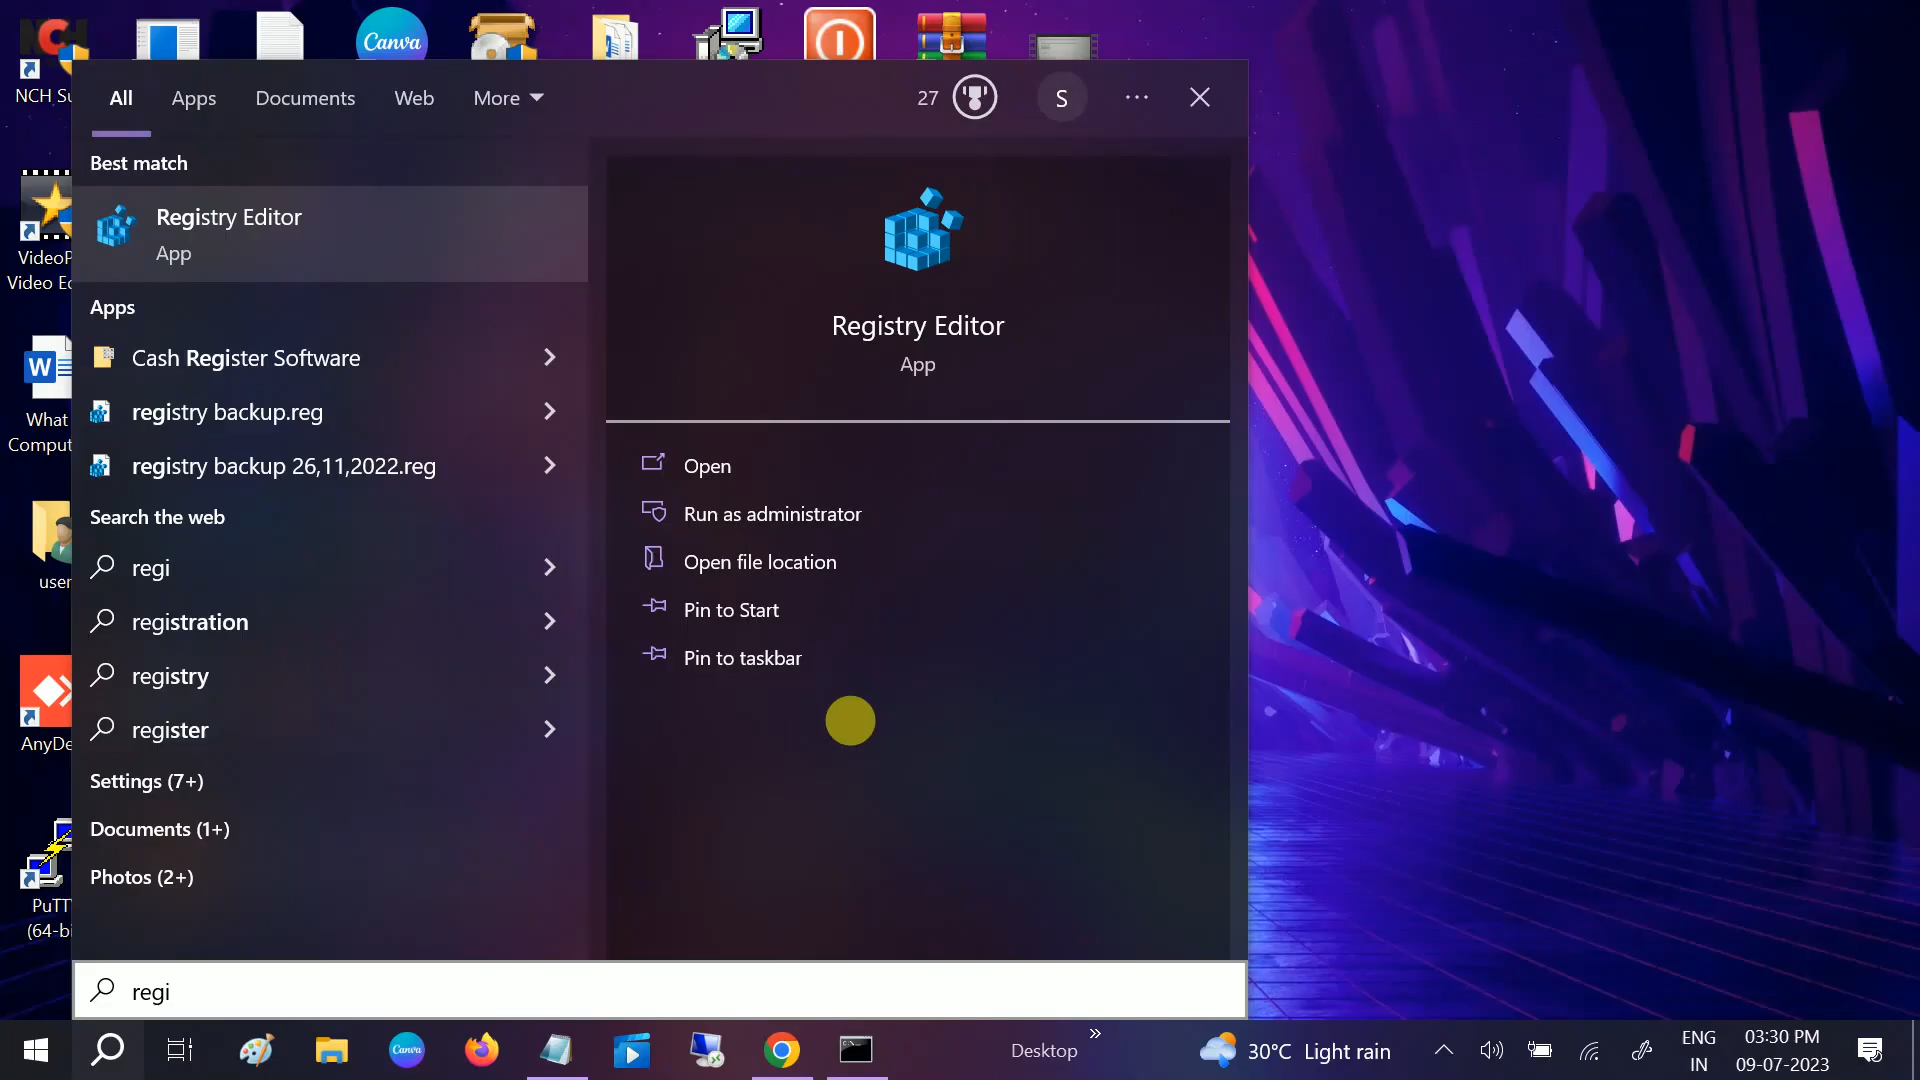 NCH Su
Canva
All
Apps
Documents
Web
More
27
S
Best match
Registry Editor
App
Apps
Cash Register Software
registry backup.reg
registry backup 26,11,2022.reg
Search the web
regi
registration
registry
register
Settings (7+)
Documents (1+)
Photos (2+)
Registry Editor
App
Open
Run as administrator
Open file location
Pin to Start
Pin to taskbar
VideoP
Video Ed
W
What
Comput
user
AnyDe
PuTT
(64-bi
regi
Canva
Desktop
30°C Light rain
ENG
IN
03:30 PM
09-07-2023